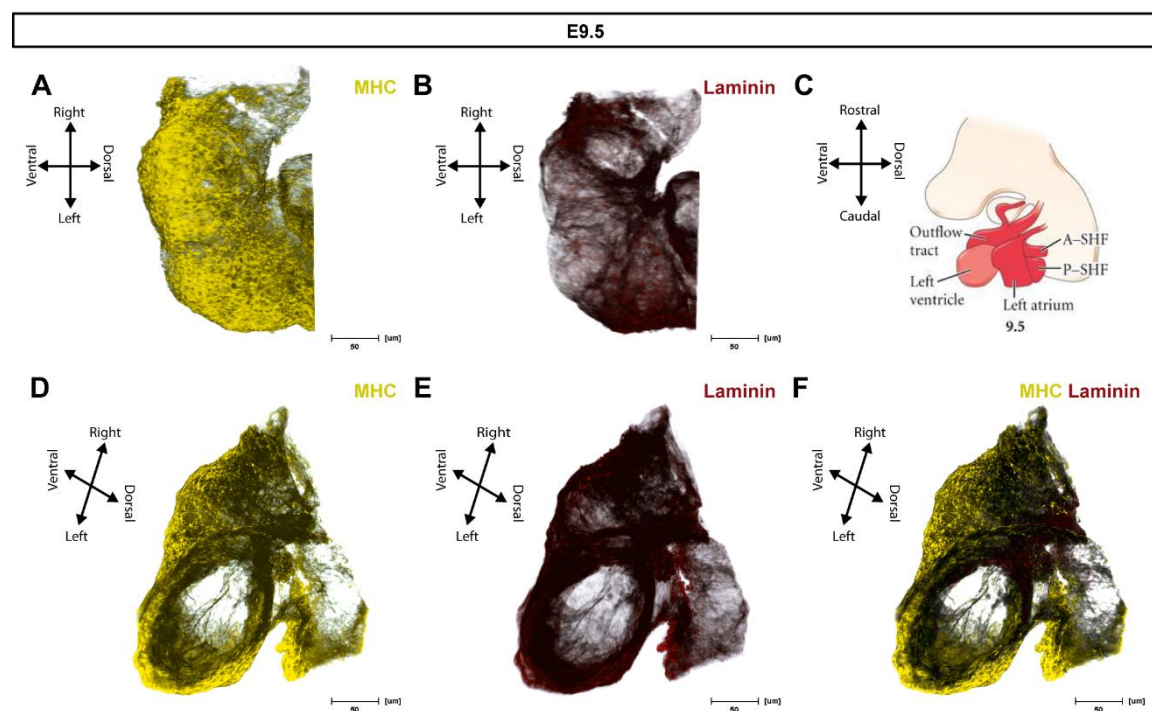 E9.5
A
MHC
Right
Ventral
Dorsal
Left
50 [um]
B
Laminin
Right
Ventral
Dorsal
Left
50 [um]
C
Rostral
Ventral
Dorsal
Caudal
Outflow
tract
A–SHF
P–SHF
Left
ventricle
Left atrium
9.5
D
MHC
Right
Ventral
Dorsal
Left
50 [um]
E
Laminin
Right
Ventral
Dorsal
Left
50 [um]
F
MHC Laminin
Right
Ventral
Dorsal
Left
50 [um]